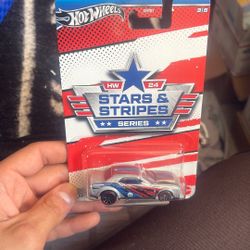 Hot Wheels
HW 24
STARS &
STRIPES
SERIES